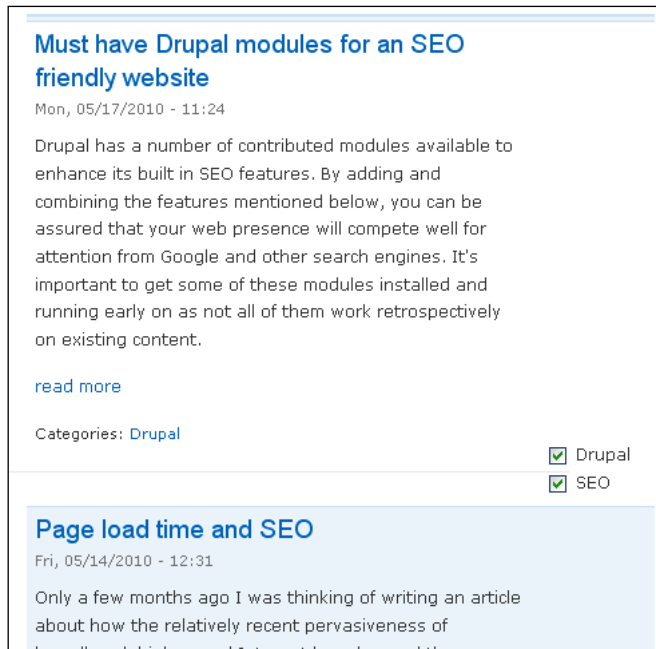 Must have Drupal modules for an SEO
friendly website
Mon, 05/17/2010 - 11:24
Drupal has a number of contributed modules available to
enhance its built in SEO features. By adding and
combining the features mentioned below, you can be
assured that your web presence will compete well for
attention from Google and other search engines. It's
important to get some of these modules installed and
running early on as not all of them work retrospectively
on existing content.
read more
Categories: Drupal
Drupal
SEO
Page load time and SEO
Fri, 05/14/2010 - 12:31
Only a few months ago I was thinking of writing an article
about how the relatively recent pervasiveness of